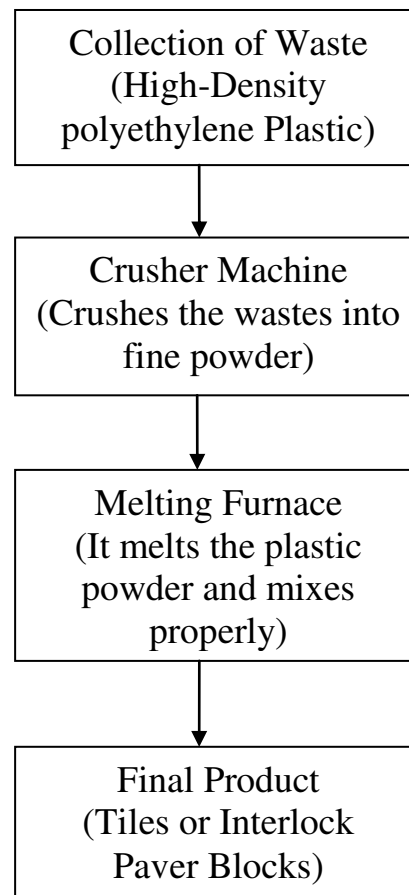 Collection of Waste
(High-Density
polyethylene Plastic)
Crusher Machine
(Crushes the wastes into
fine powder)
Melting Furnace
(It melts the plastic
powder and mixes
properly)
Final Product
(Tiles or Interlock
Paver Blocks)